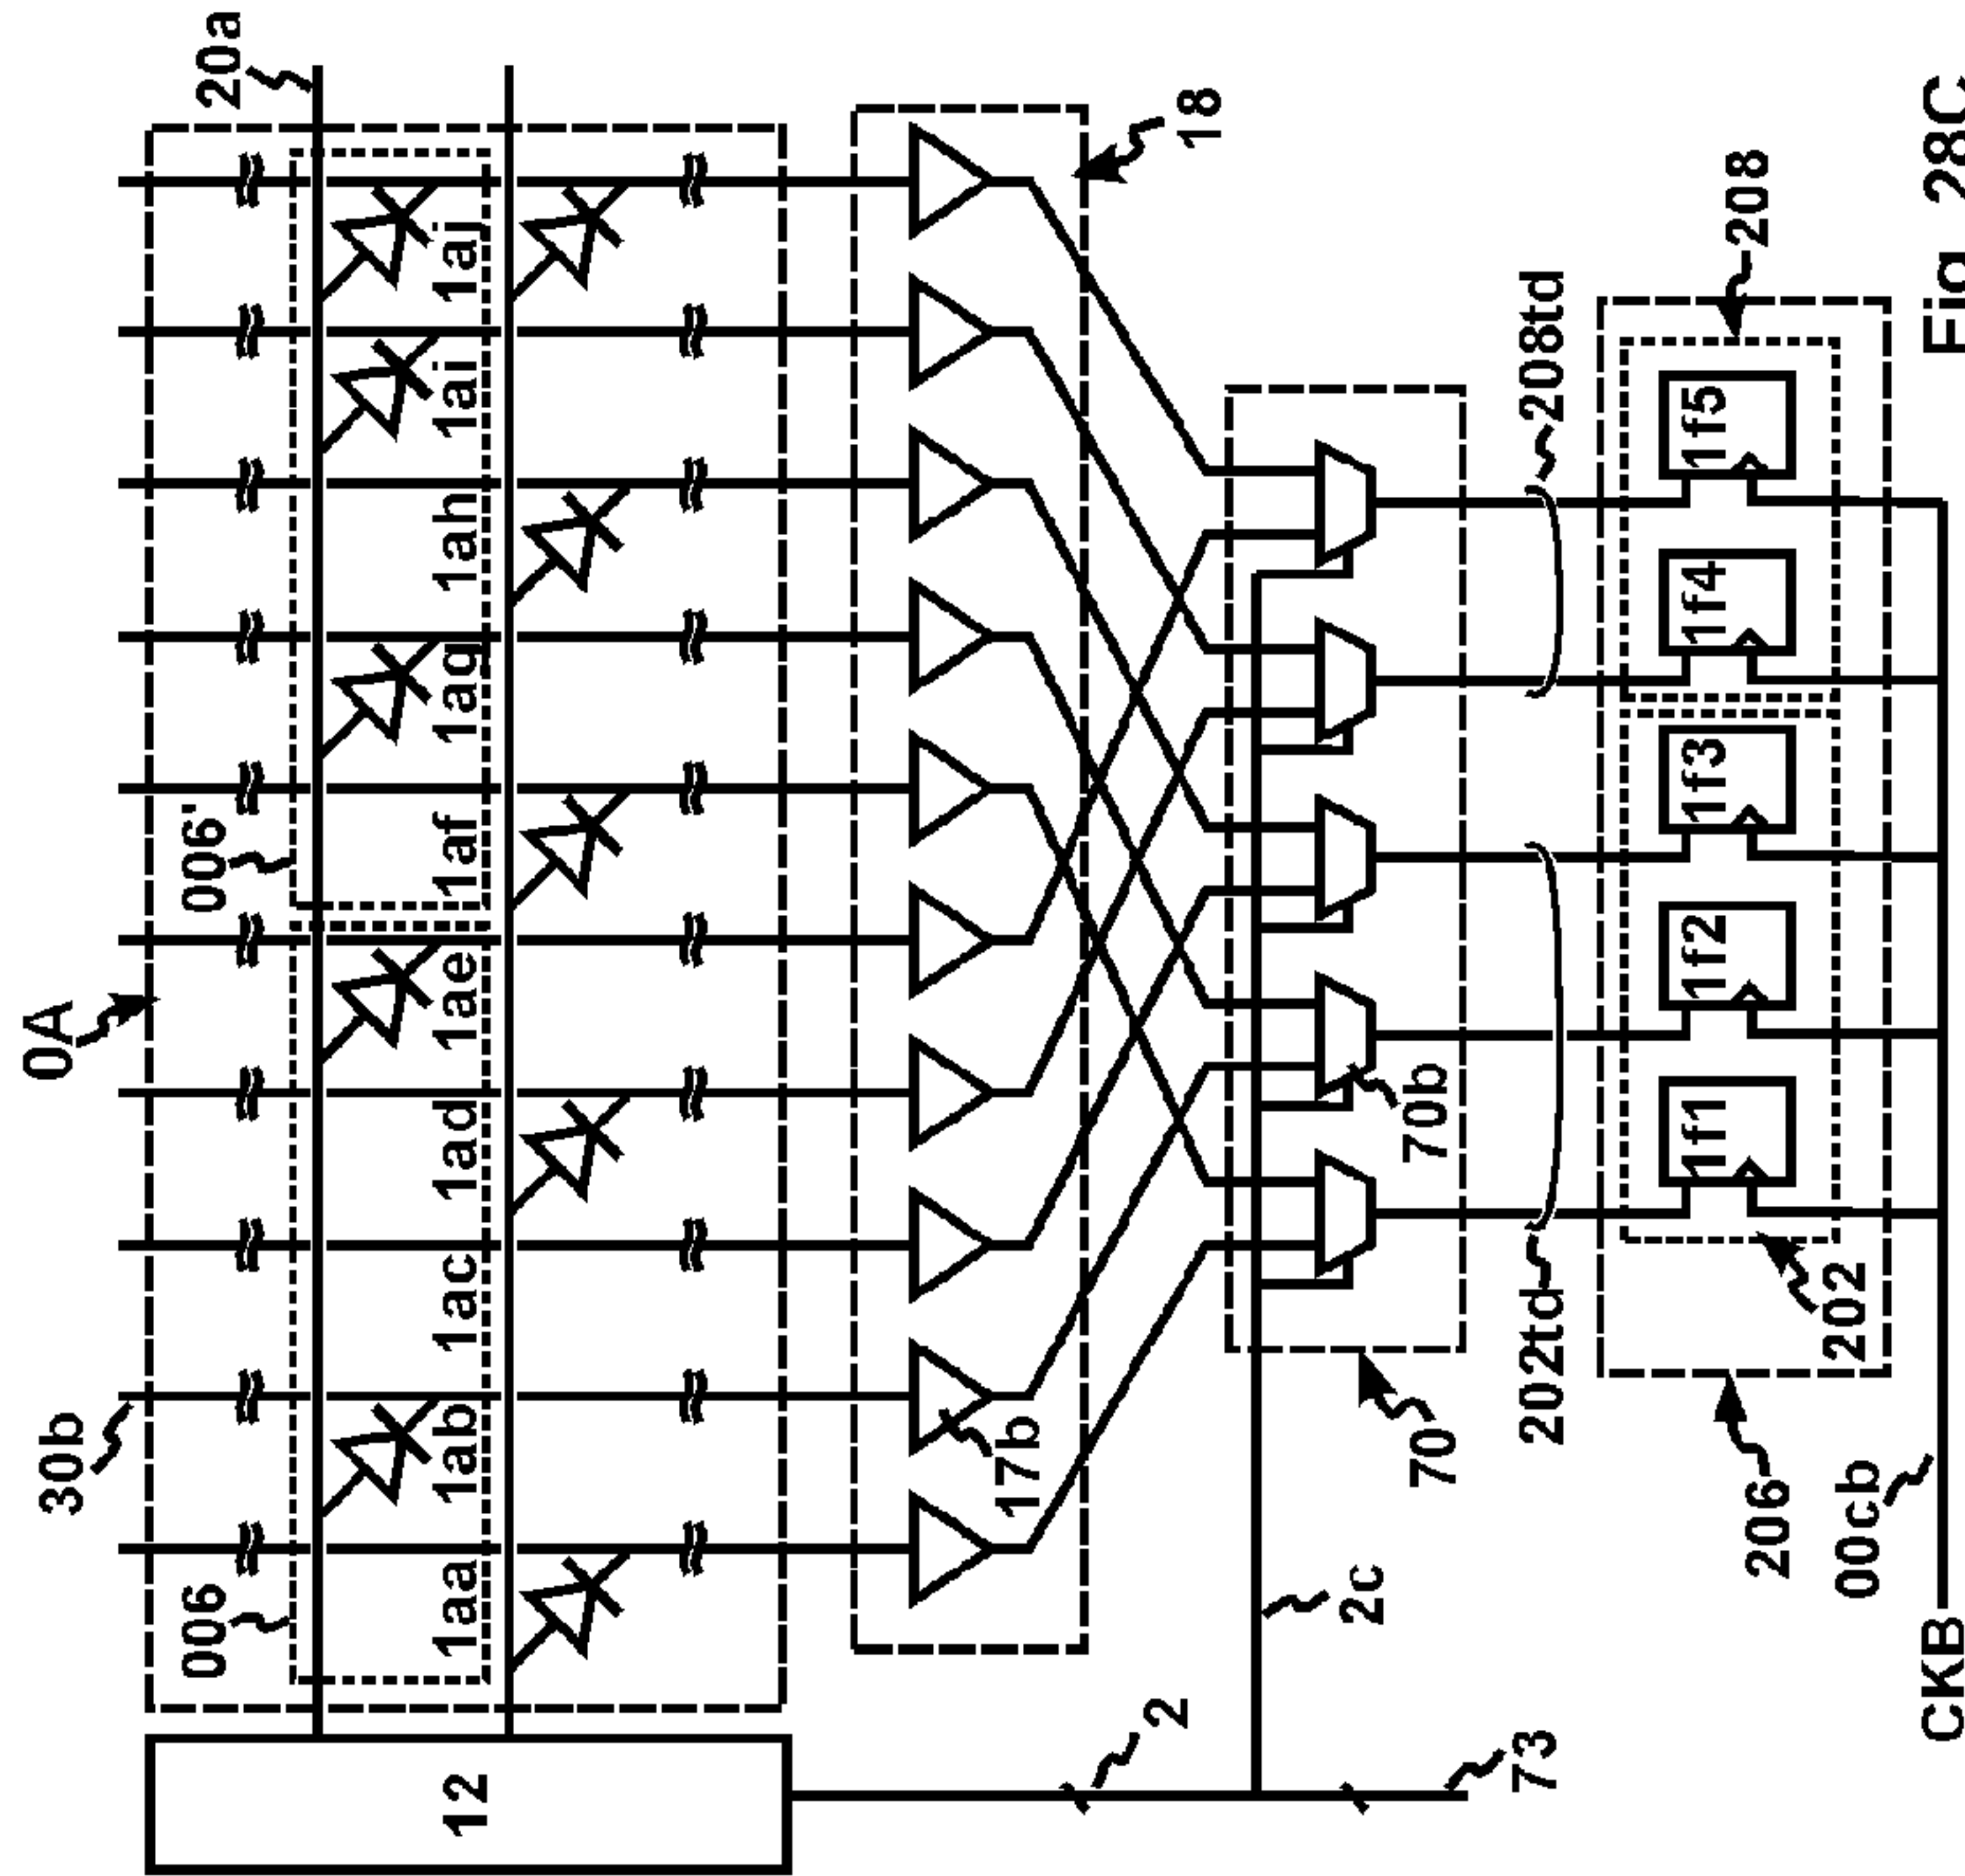 0A
30b
20a
006
006'
1aa
1ab
1ac
1ad
1ae
1af
1ag
1ah
1ai
1aj
12
17b
18
2
2c
70b
70
73
202td
208td
1f1
1f2
1f3
1f4
1f5
206
202
208
00cb
CKB
Fig. 28C